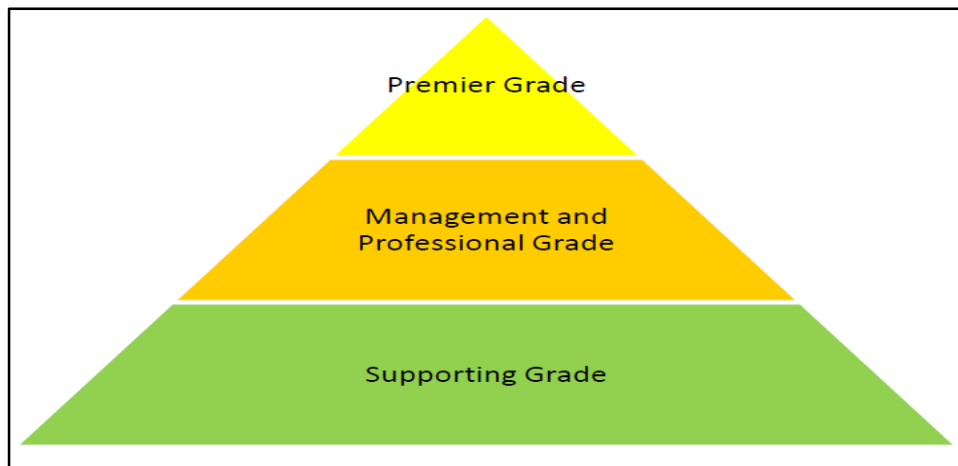 Premier Grade
Management and
Professional Grade
Supporting Grade